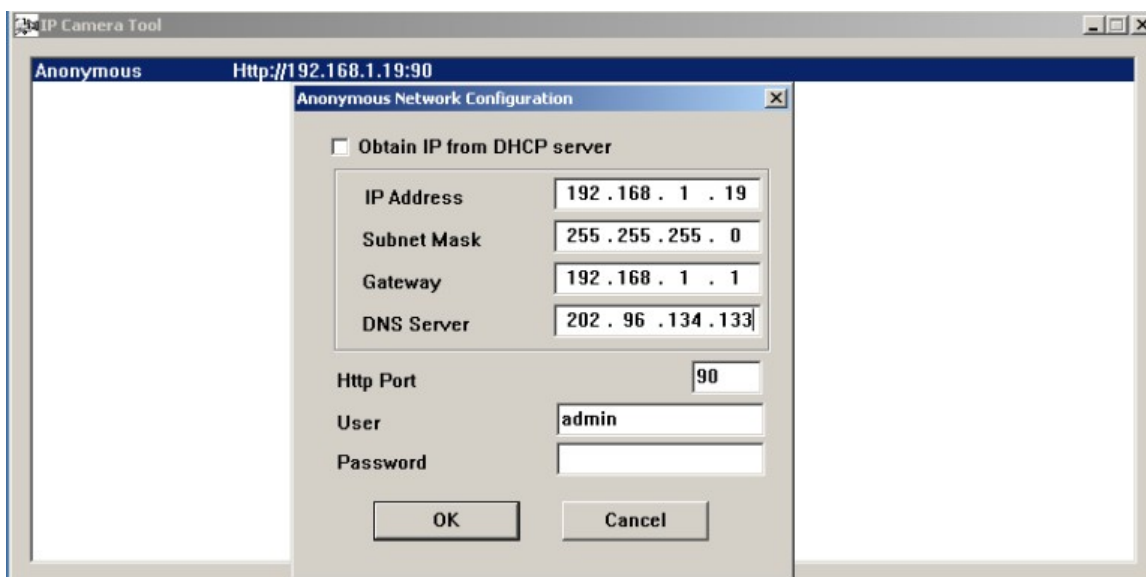 IP Camera Tool
Anonymous Http://192.168.1.19:90
Anonymous Network Configuration
Obtain IP from DHCP server
IP Address 192 . 168 . 1 . 19
Subnet Mask 255 . 255 . 255 . 0
Gateway 192 . 168 . 1 . 1
DNS Server 202 . 96 . 134 . 133
Http Port 90
User admin
Password
OK Cancel